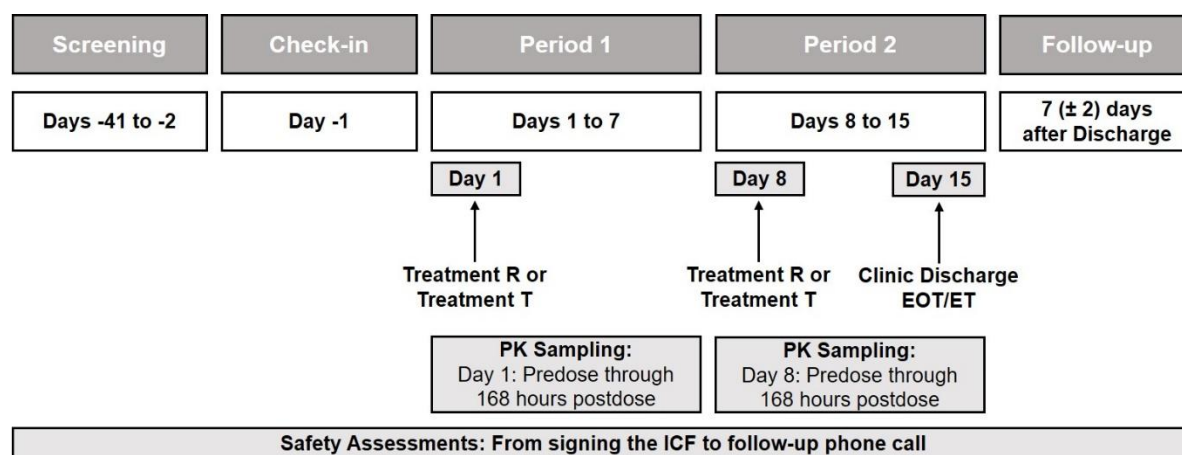 Screening
Check-in
Period 1
Period 2
Follow-up
Days -41 to -2
Day -1
Days 1 to 7
Days 8 to 15
7 (± 2) days
after Discharge
Day 1
Day 8
Day 15
Treatment R or
Treatment T
Treatment R or
Treatment T
Clinic Discharge
EOT/ET
PK Sampling:
Day 1: Predose through
168 hours postdose
PK Sampling:
Day 8: Predose through
168 hours postdose
Safety Assessments: From signing the ICF to follow-up phone call